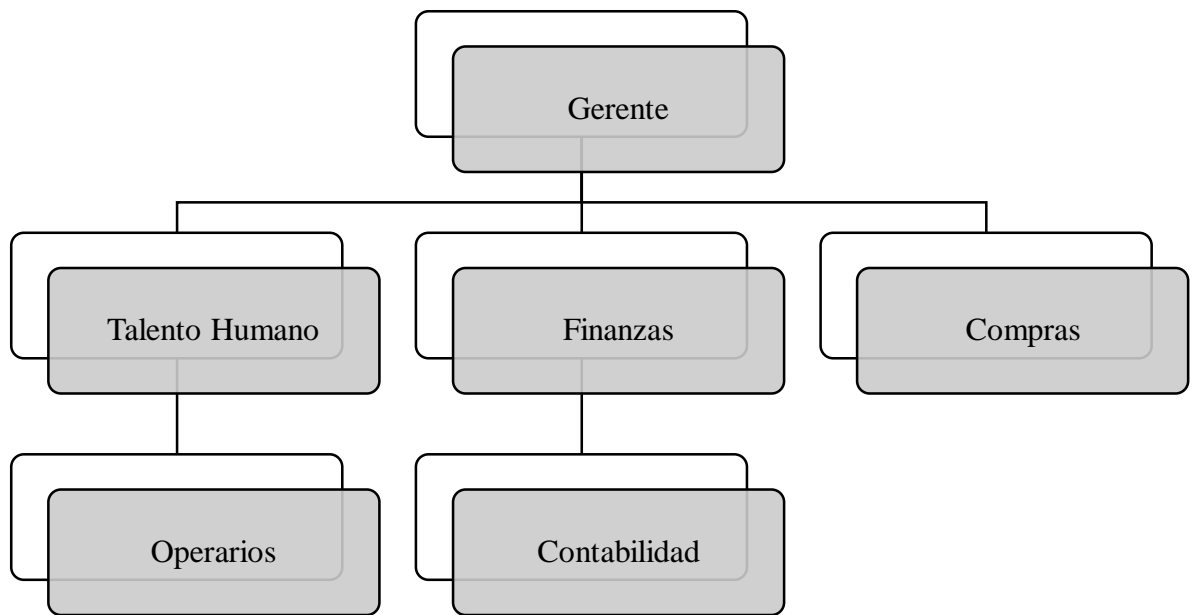 Gerente
Talento Humano
Finanzas
Compras
Operarios
Contabilidad